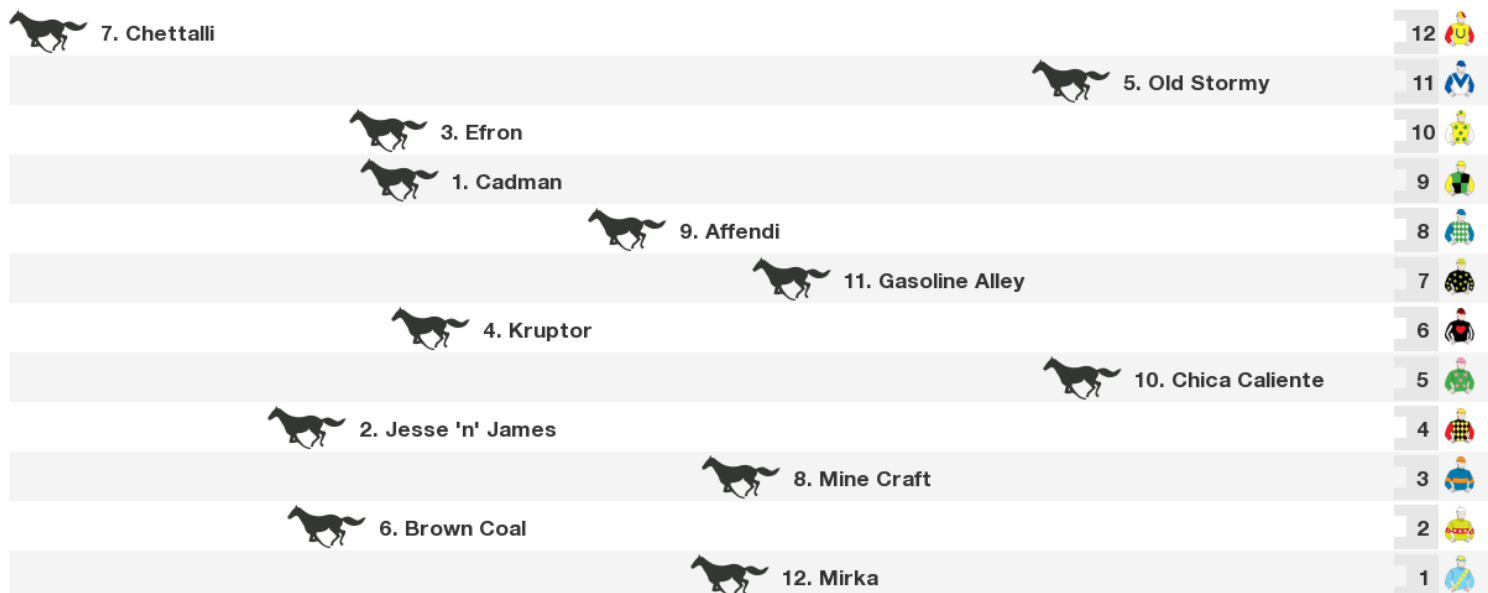 7. Chettalli 12
5. Old Stormy 11
3. Efron 10
1. Cadman 9
9. Affendi 8
11. Gasoline Alley 7
4. Kruptor 6
10. Chica Caliente 5
2. Jesse 'n' James 4
8. Mine Craft 3
6. Brown Coal 2
12. Mirka 1